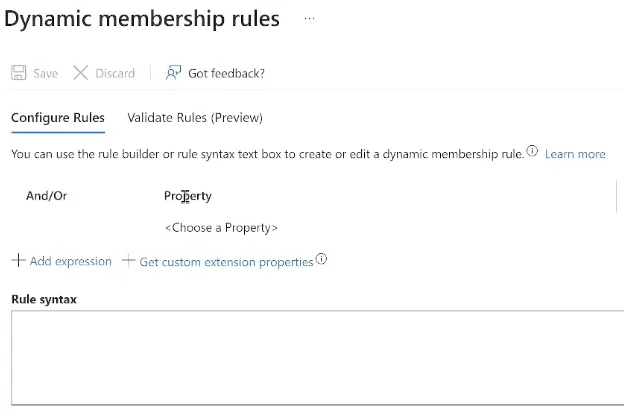 Dynamic membership rules ...
Save Discard Got feedback?
Configure Rules Validate Rules (Preview)
You can use the rule builder or rule syntax text box to create or edit a dynamic membership rule. Learn more
And/Or Property
<Choose a Property>
+ Add expression + Get custom extension properties
Rule syntax